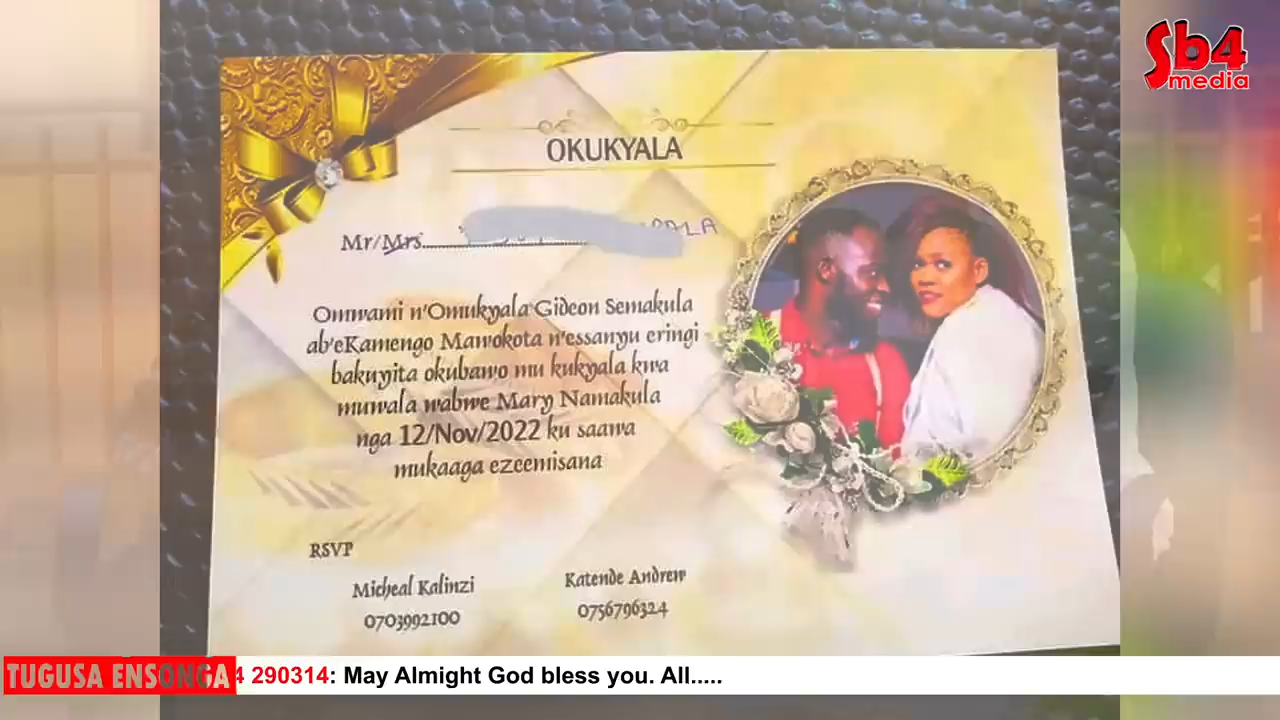 Sb4
media
OKUKYALA
Mr/Mrs
Omwami n'Omukyala Gideon Semakula
ab'eKamengo Mawokota n'essanyu eringi
bakuyita okubawo mu kukyala kwa
muwala wabwe Mary Namakula
nga 12/Nov/2022 ku saawa
mukaaga ezeemisana
RSVP
Micheal Kalinzi
0703992100
Katende Andrew
0756796324
TUGUSA ENSONGA
4 290314: May Almight God bless you. All.....